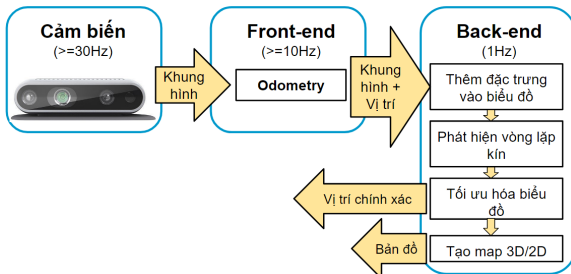 Cảm biến
(>=30Hz)
Khung
hình
Front-end
(>=10Hz)
Odometry
Khung
hình +
Vị trí
Back-end
(1Hz)
Thêm đặc trưng
vào biểu đồ
Phát hiện vòng lặp
kín
Tối ưu hóa biểu
đồ
Tạo map 3D/2D
Vị trí chính xác
Bản đồ